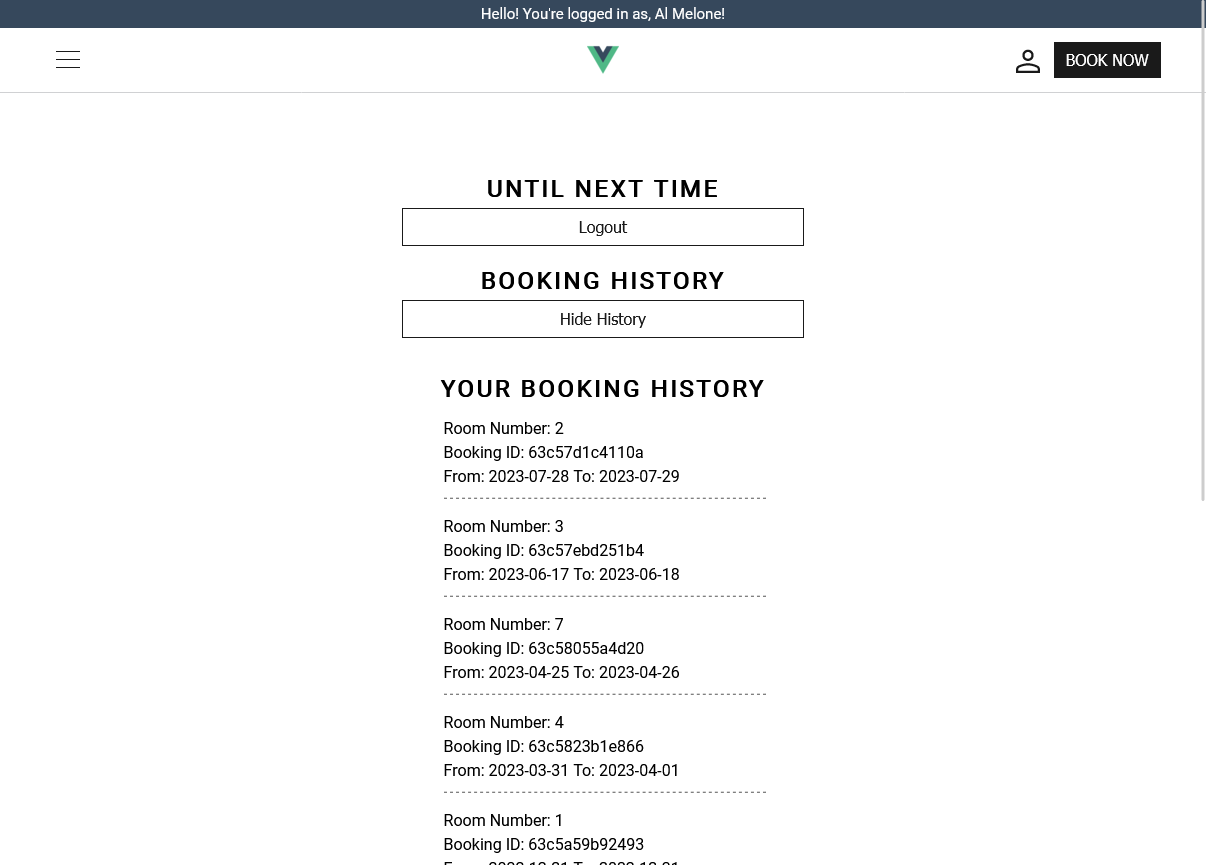 Hello! You're logged in as, Al Melone!
BOOK NOW
UNTIL NEXT TIME
Logout
BOOKING HISTORY
Hide History
YOUR BOOKING HISTORY
Room Number: 2
Booking ID: 63c57d1c4110a
From: 2023-07-28 To: 2023-07-29
Room Number: 3
Booking ID: 63c57ebd251b4
From: 2023-06-17 To: 2023-06-18
Room Number: 7
Booking ID: 63c58055a4d20
From: 2023-04-25 To: 2023-04-26
Room Number: 4
Booking ID: 63c5823b1e866
From: 2023-03-31 To: 2023-04-01
Room Number: 1
Booking ID: 63c5a59b92493